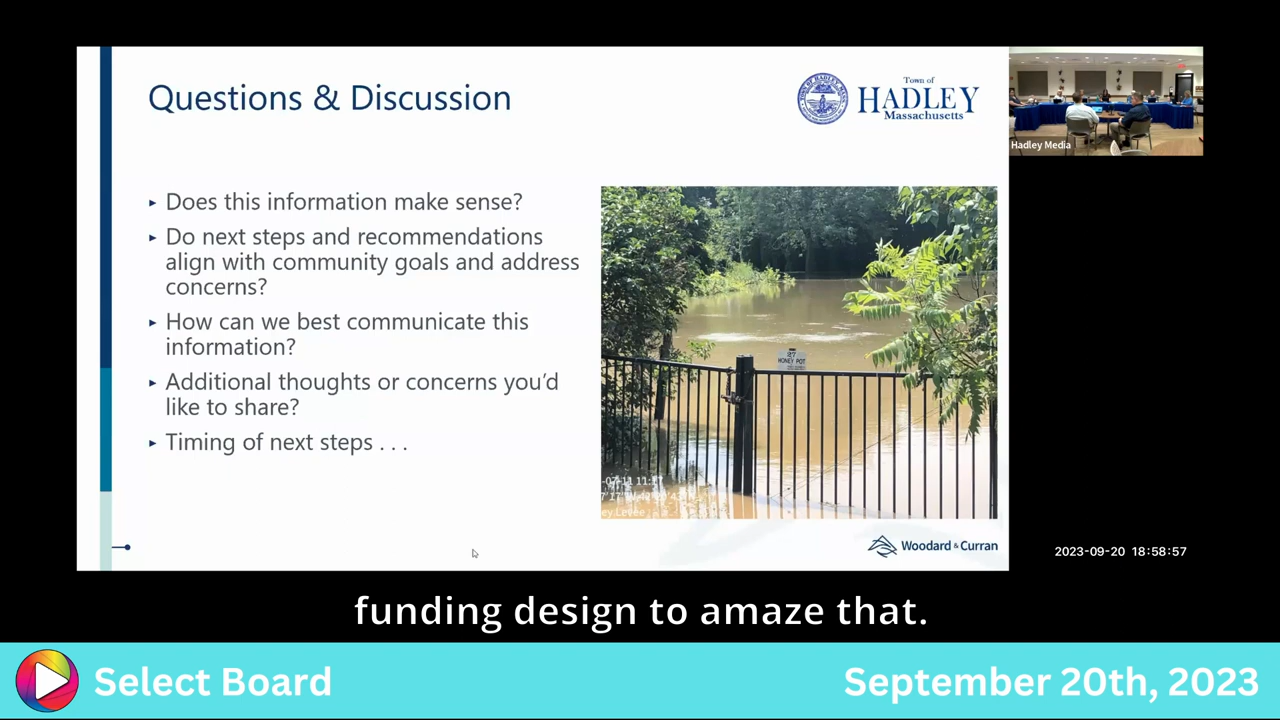 Questions & Discussion
Town of
HADLEY
Massachusetts
Hadley Media
Does this information make sense?
Do next steps and recommendations
align with community goals and address
concerns?
How can we best communicate this
information?
Additional thoughts or concerns you'd
like to share?
Timing of next steps . . .
27
HONEY POT
Woodard & Curran
2023-09-20 18:58:57
funding design to amaze that.
Select Board
September 20th, 2023